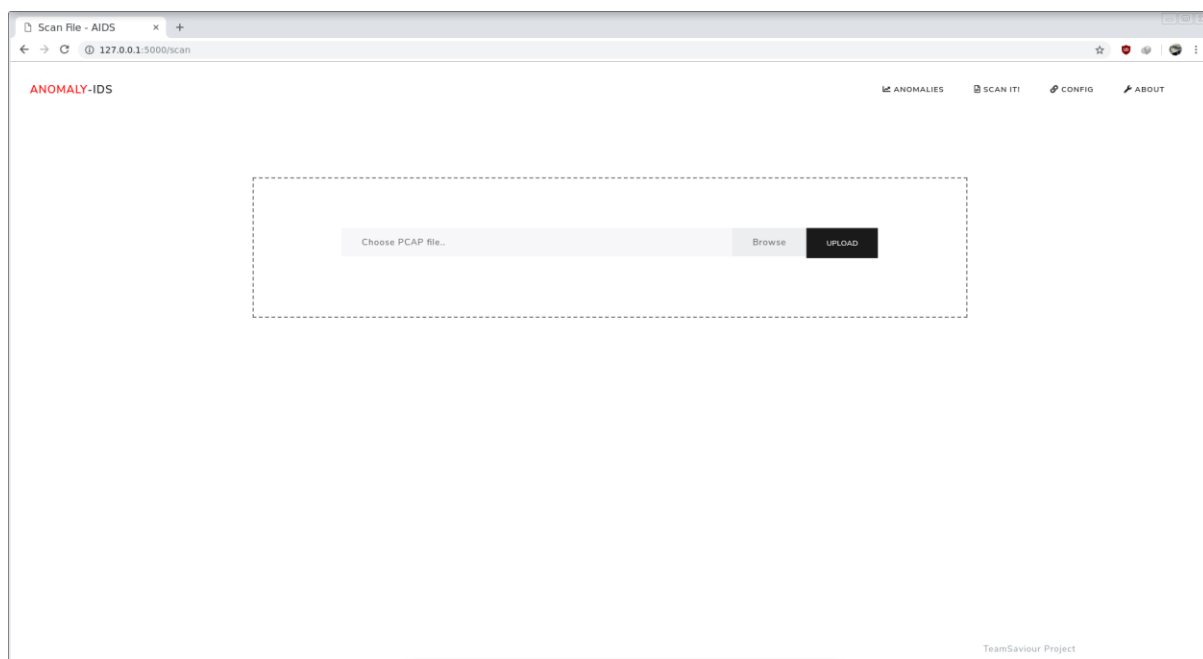 Scan File - AIDS
127.0.0.1:5000/scan
ANOMALY-IDS
ANOMALIES SCAN IT! CONFIG ABOUT
Choose PCAP file.. Browse UPLOAD
TeamSaviour Project